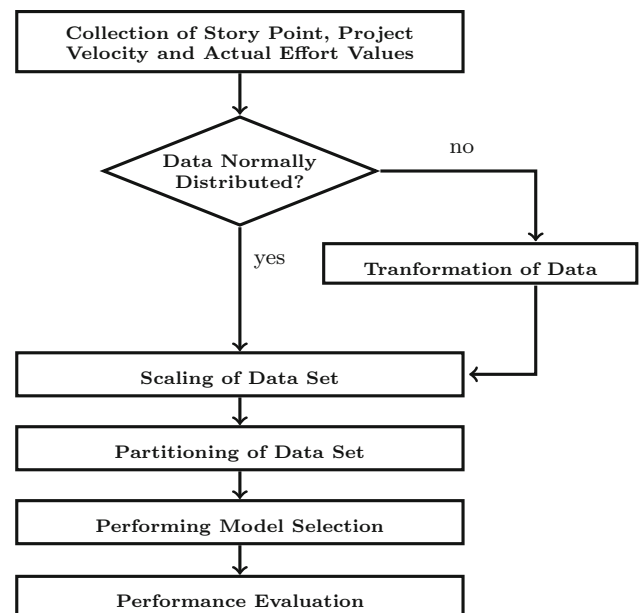 Collection of Story Point, Project
Velocity and Actual Effort Values
Data Normally
Distributed?
no
yes
Tranformation of Data
Scaling of Data Set
Partitioning of Data Set
Performing Model Selection
Performance Evaluation